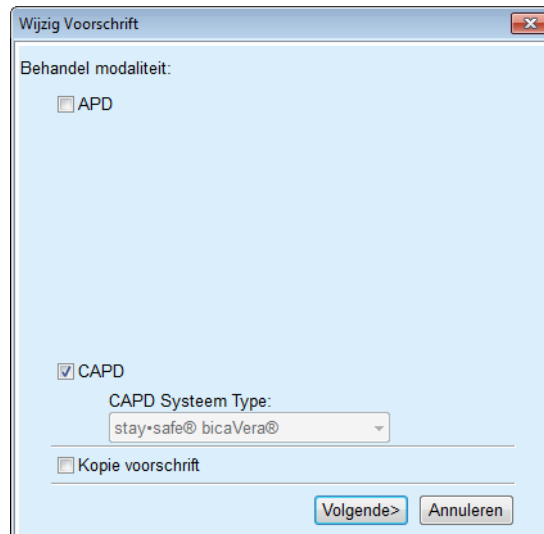 Wijzig Voorschrift
Behandel modaliteit:
APD
CAPD
CAPD Systeem Type:
stay•safe® bicaVera®
Kopie voorschrift
Volgende> Annuleren